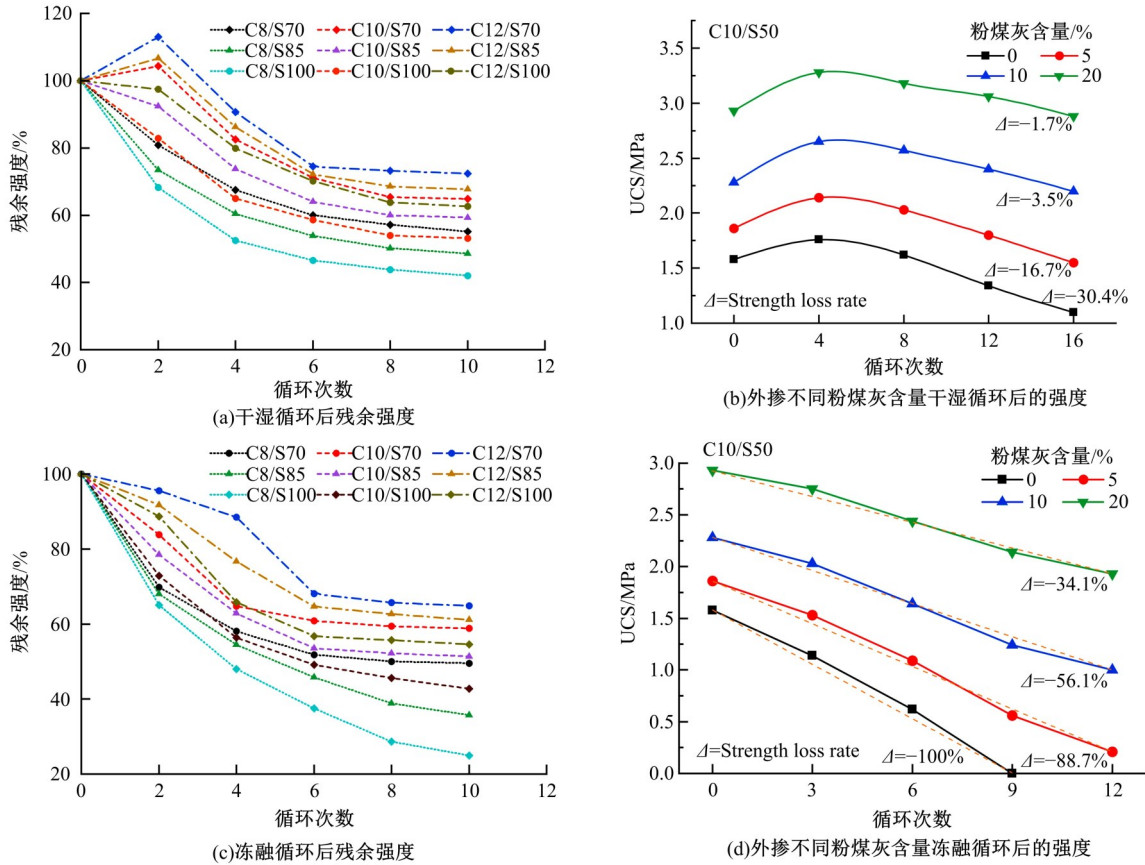 120
100
80
60
40
20
0
2
4
6
8
10
12
残余强度/%
循环次数
C8/S70
C10/S70
C12/S70
C8/S85
C10/S85
C12/S85
C8/S100
C10/S100
C12/S100
(a)干湿循环后残余强度
C10/S50
粉煤灰含量/%
0
5
10
20
3.5
3.0
2.5
2.0
1.5
1.0
UCS/MPa
Δ=−1.7%
Δ=−3.5%
Δ=−16.7%
Δ=−30.4%
Δ=Strength loss rate
0
4
8
12
16
循环次数
(b)外掺不同粉煤灰含量干湿循环后的强度
C8/S70
C10/S70
C12/S70
C8/S85
C10/S85
C12/S85
C8/S100
C10/S100
C12/S100
100
80
60
40
20
残余强度/%
0
2
4
6
8
10
12
循环次数
(c)冻融循环后残余强度
C10/S50
粉煤灰含量/%
0
5
10
20
3.0
2.5
2.0
1.5
1.0
0.5
0.0
UCS/MPa
Δ=−34.1%
Δ=−56.1%
Δ=−100%
Δ=−88.7%
Δ=Strength loss rate
0
3
6
9
12
循环次数
(d)外掺不同粉煤灰含量冻融循环后的强度